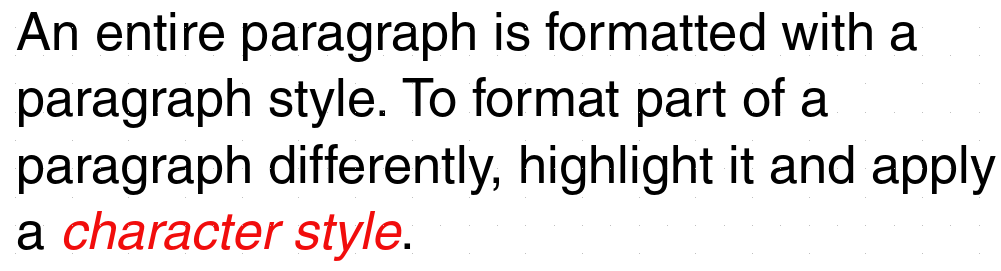 An entire paragraph is formatted with a
paragraph style. To format part of a
paragraph differently, highlight it and apply
a character style.